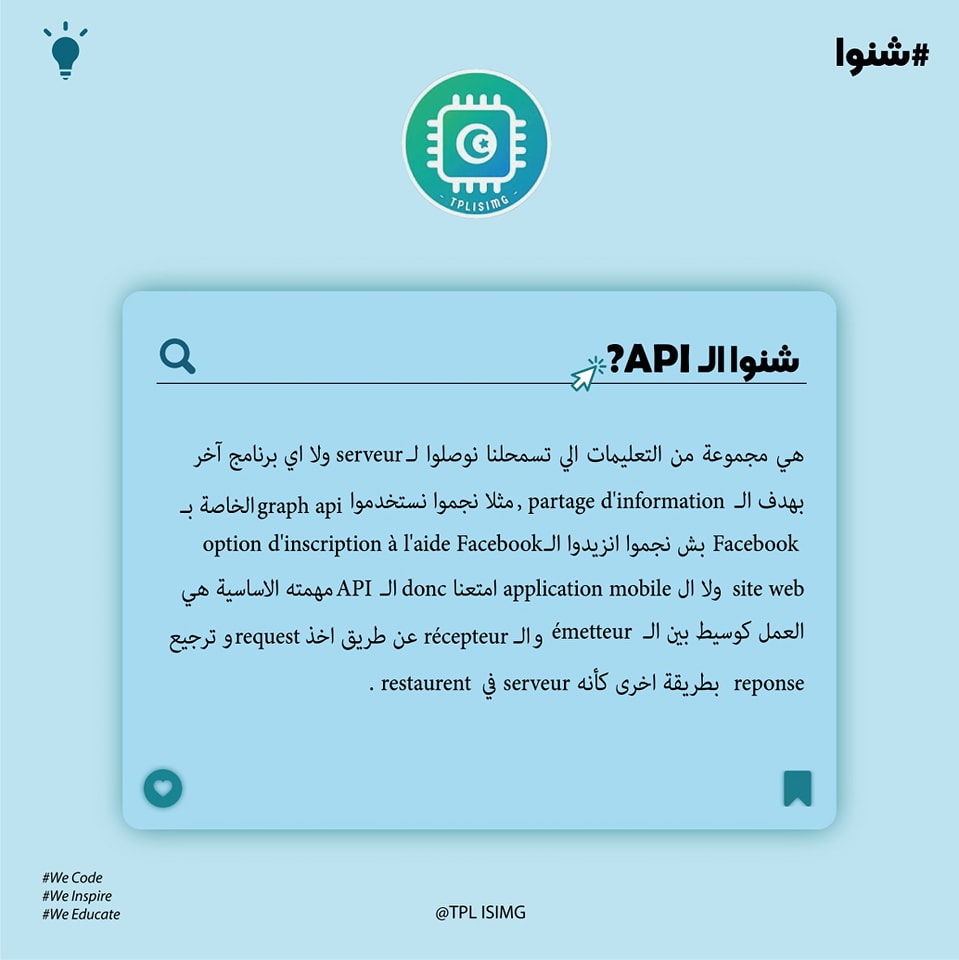 #شنوا
- TPLISIMG -
شنوا الـ API?
هي مجموعة من التعليمات الي تسمحلنا نوصلوا لـ serveur ولا اي برنامج آخر
بهدف الـ partage d'information , مثلا نجموا نستخدموا graph api الخاصة بـ
Facebook بش نجموا انزيدوا الـ option d'inscription à l'aide Facebook
site web ولا ال application mobile امتعنا donc الـ API مهمته الاساسية هي
العمل كوسيط بين الـ émetteur و الـ récepteur عن طريق اخذ request و ترجيع
reponse بطريقة اخرى كأنه serveur في restaurent .
#We Code
#We Inspire
#We Educate
@TPL ISIMG